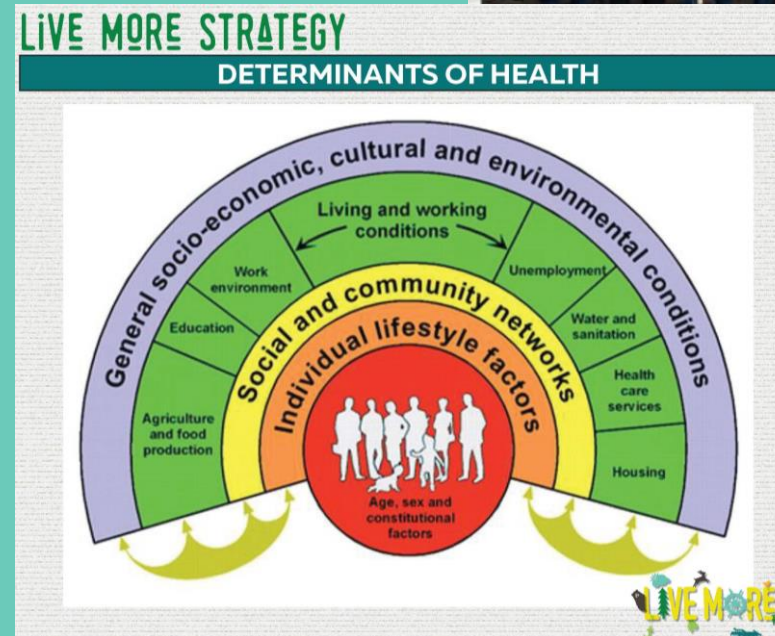 LiVE MORE STRATEGY
DETERMINANTS OF HEALTH
General socio-economic, cultural and environmental conditions
Living and working
conditions
Work
environment
Unemployment
Education
Water and
sanitation
Agriculture
and food
production
Health
care
services
Housing
Social and community networks
Individual lifestyle factors
Age, sex and
constitutional
factors
LiVE MORE